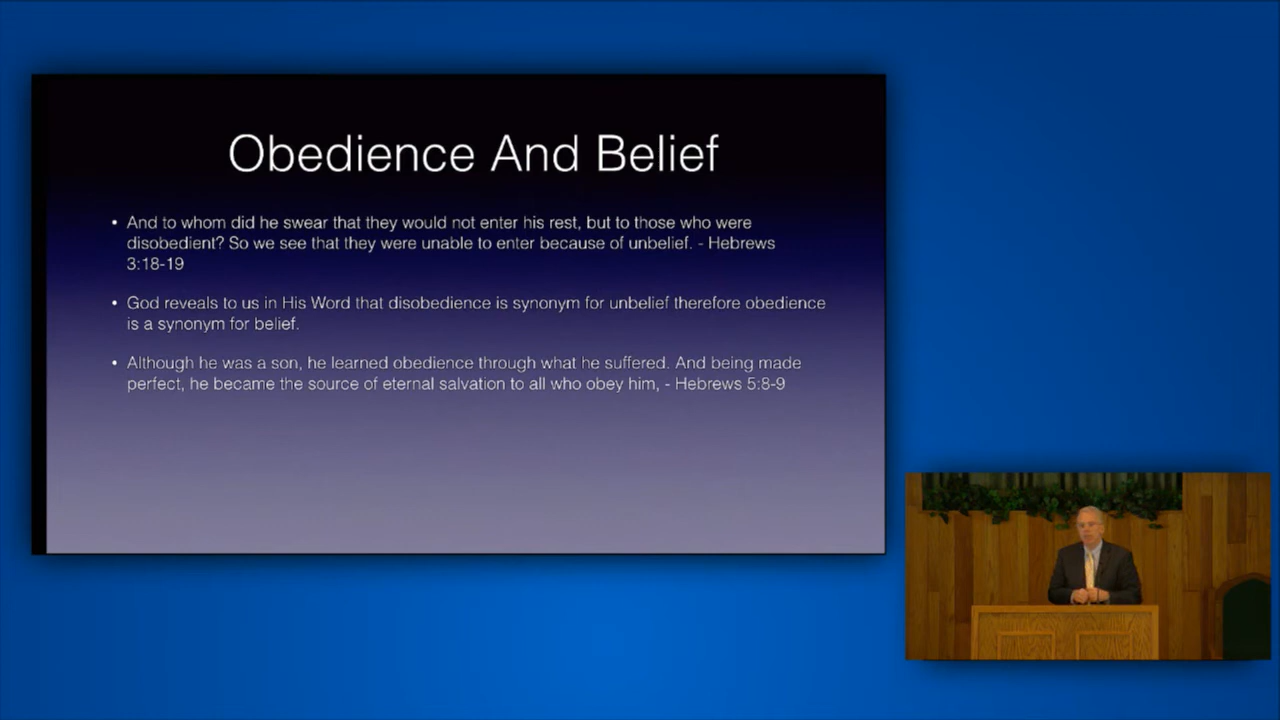 Obedience And Belief
• And to whom did he swear that they would not enter his rest, but to those who were
disobedient? So we see that they were unable to enter because of unbelief. - Hebrews
3:18-19
• God reveals to us in His Word that disobedience is synonym for unbelief therefore obedience
is a synonym for belief.
• Although he was a son, he learned obedience through what he suffered. And being made
perfect, he became the source of eternal salvation to all who obey him, - Hebrews 5:8-9